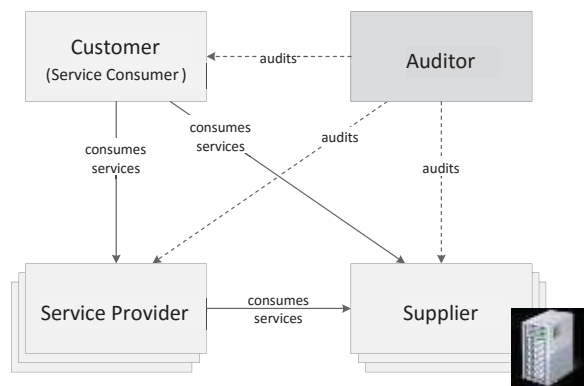 Customer
(Service Consumer)
Auditor
audits
consumes
services
consumes
services
audits
audits
Service Provider
consumes
services
Supplier